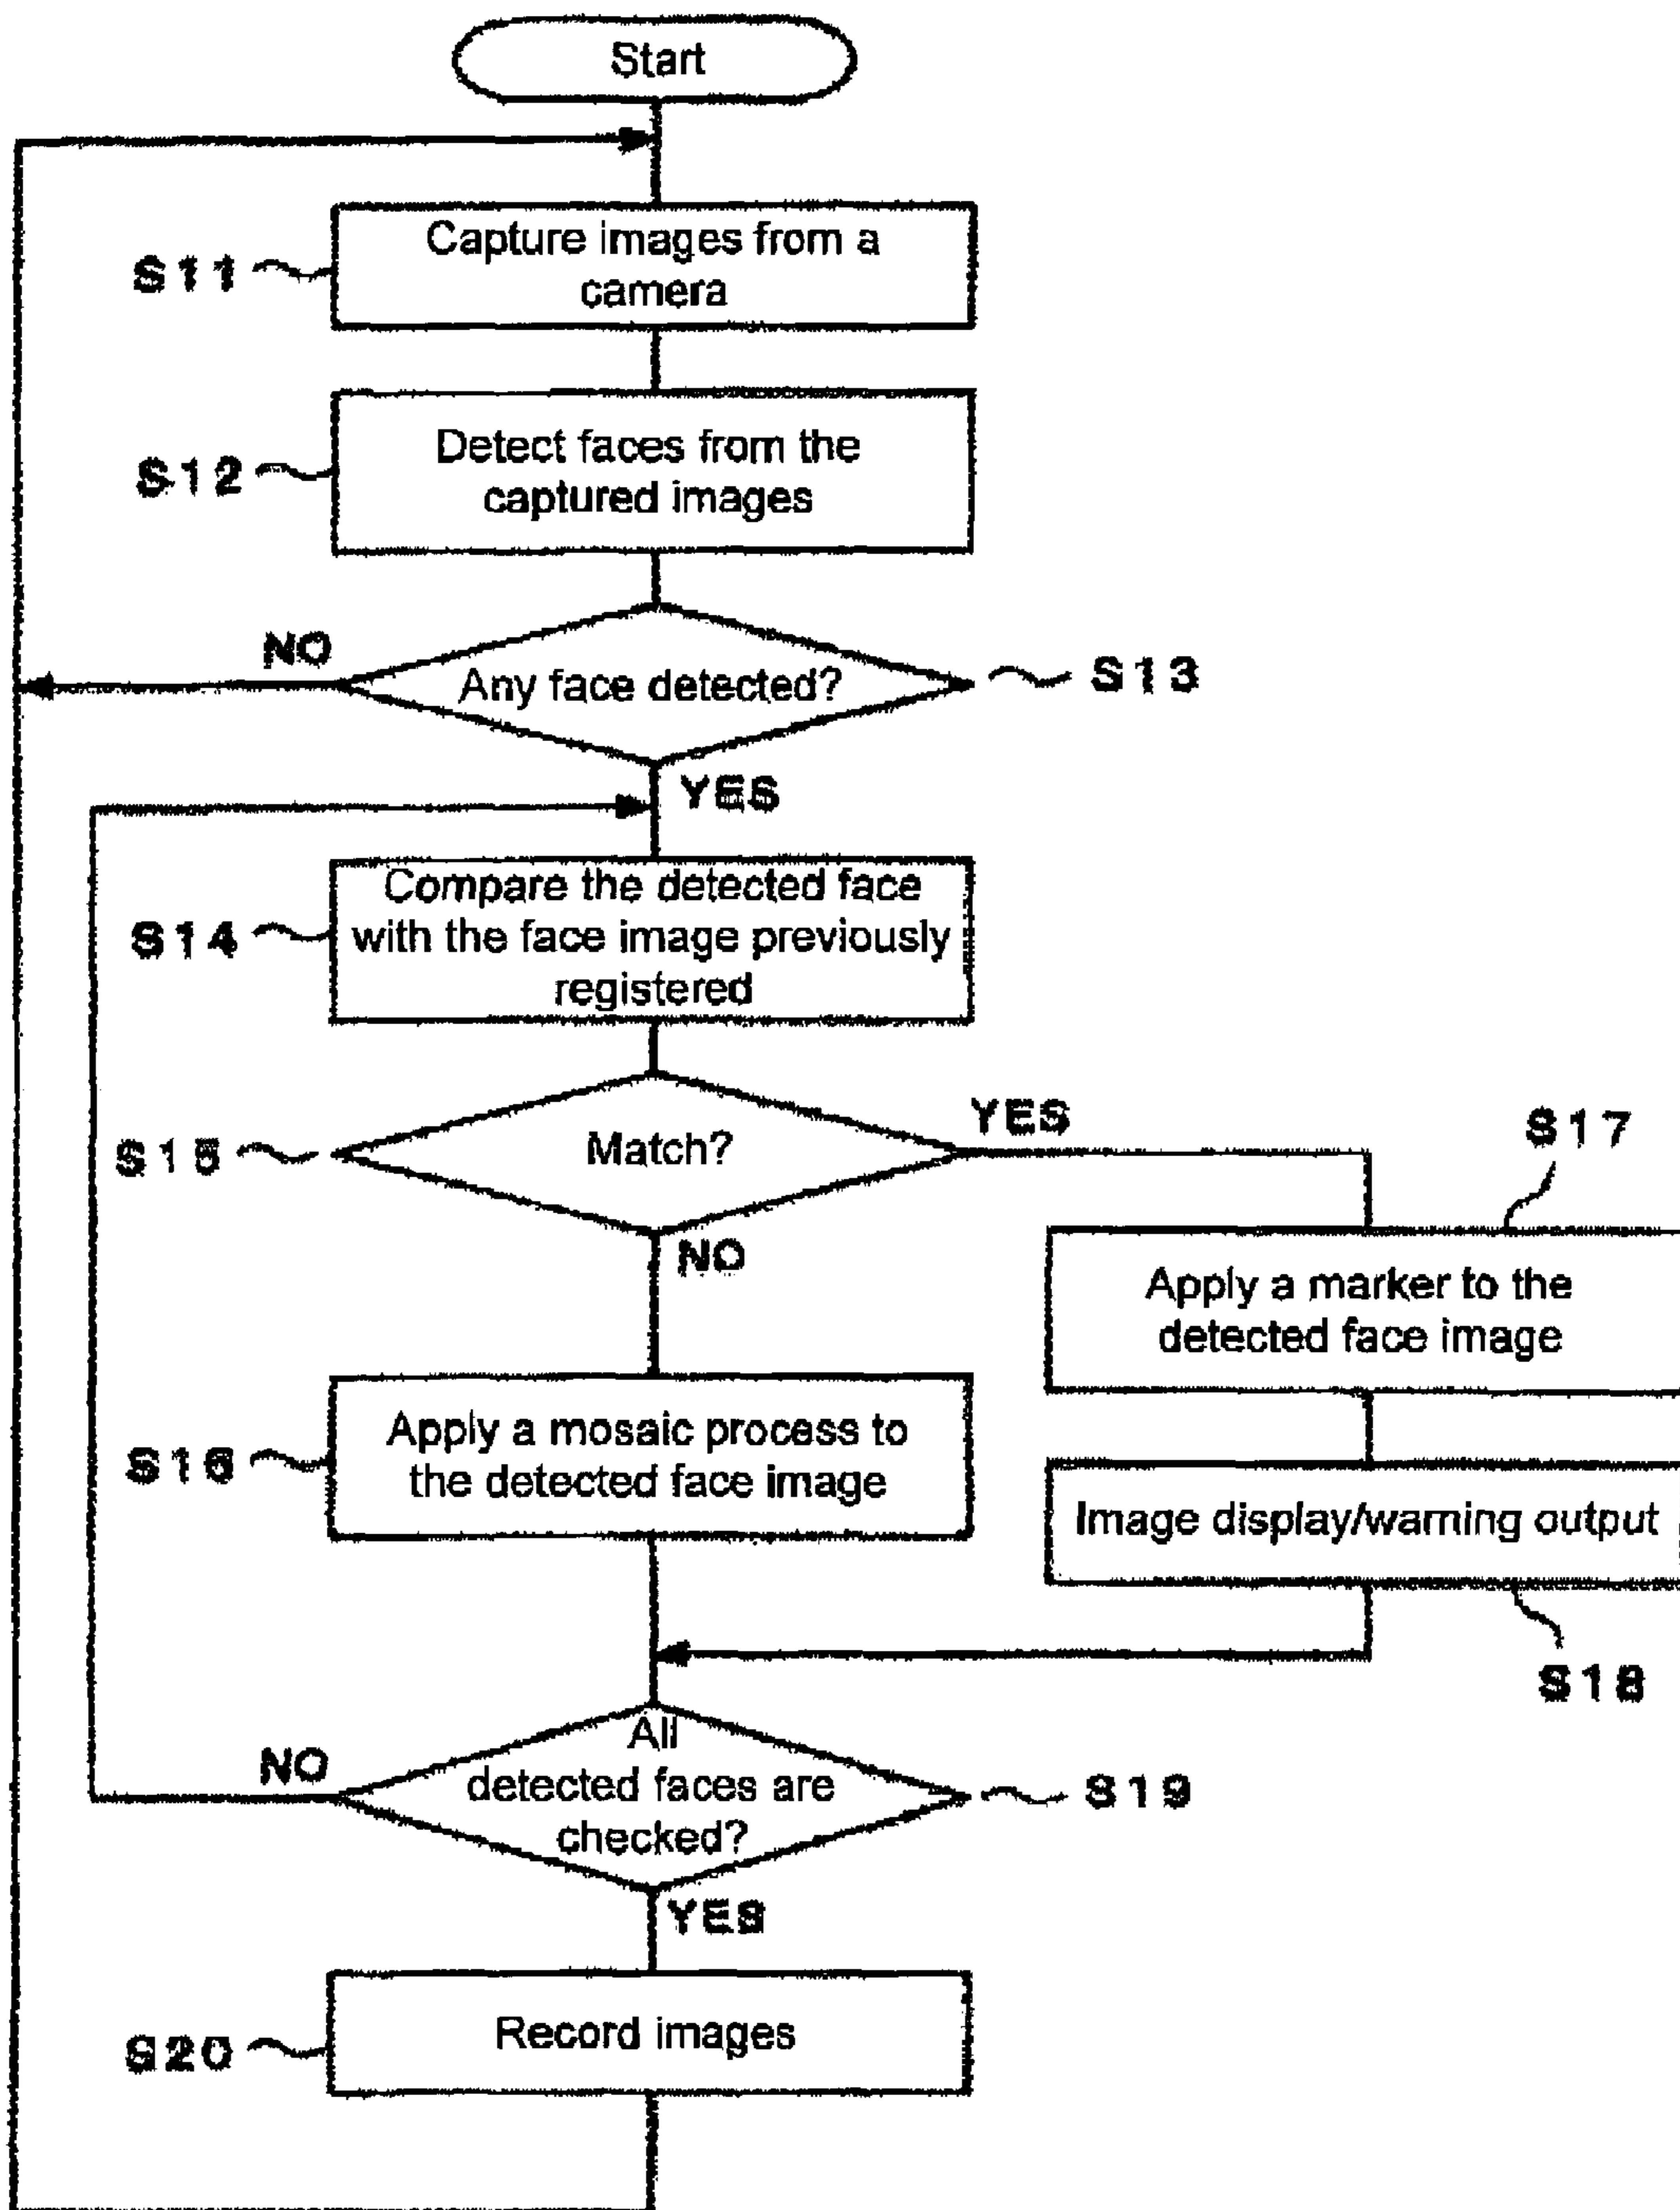 Start
Capture images from a
camera
S11
Detect faces from the
captured images
S12
NO
Any face detected?
S13
YES
Compare the detected face
with the face image previously
registered
S14
YES
S17
Match?
S15
NO
Apply a marker to the
detected face image
Apply a mosaic process to
the detected face image
S16
Image display/warning output
S18
All
detected faces are
checked?
NO
S19
YES
Record images
S20